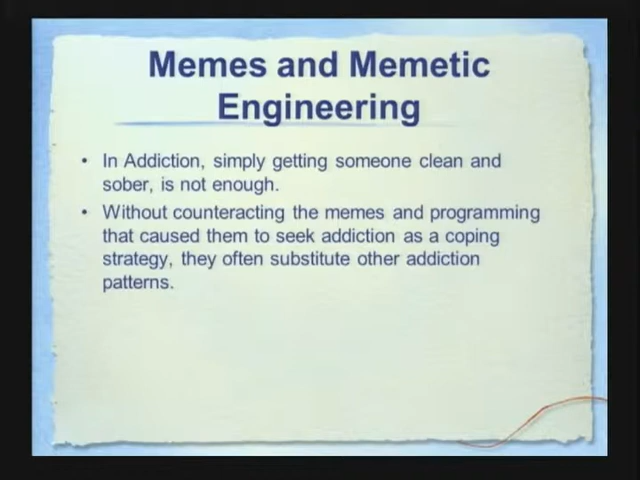 Memes and Memetic
Engineering
• In Addiction, simply getting someone clean and
sober, is not enough.
• Without counteracting the memes and programming
that caused them to seek addiction as a coping
strategy, they often substitute other addiction
patterns.